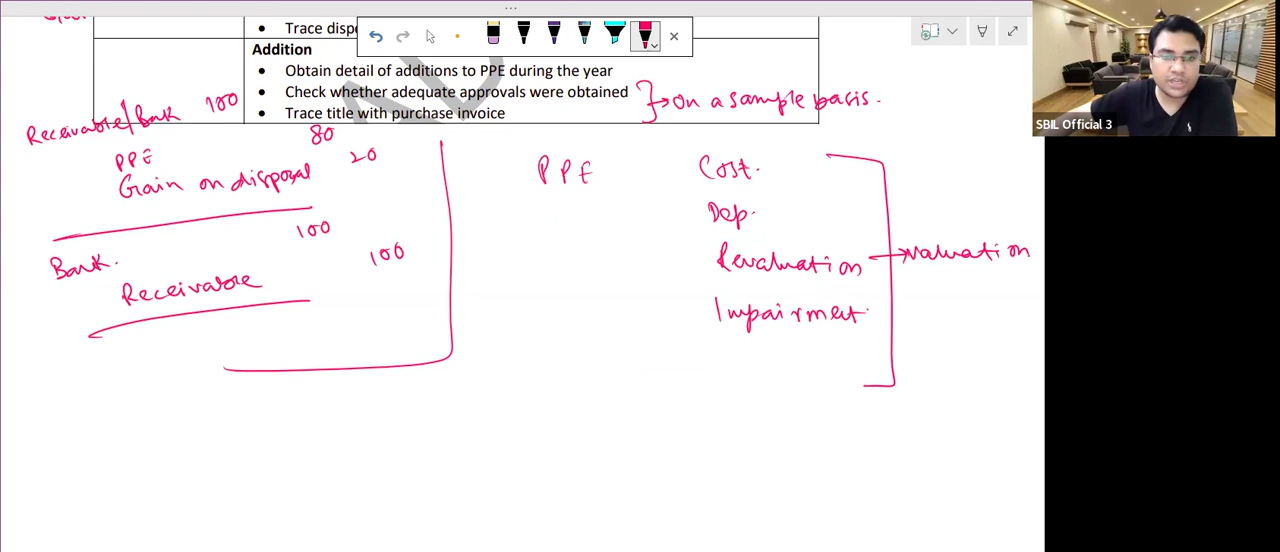 Trace dispe
Addition
Obtain detail of additions to PPE during the year
Check whether adequate approvals were obtained
Trace title with purchase invoice
on a sample basis.
Receivable/Bank 100
PPE 80
Gain on disposal 20
Bank. 100
Receivable 100
PPE Cost.
Dep.
Revaluation → Valuation
Impairment.
SBIL Official 3